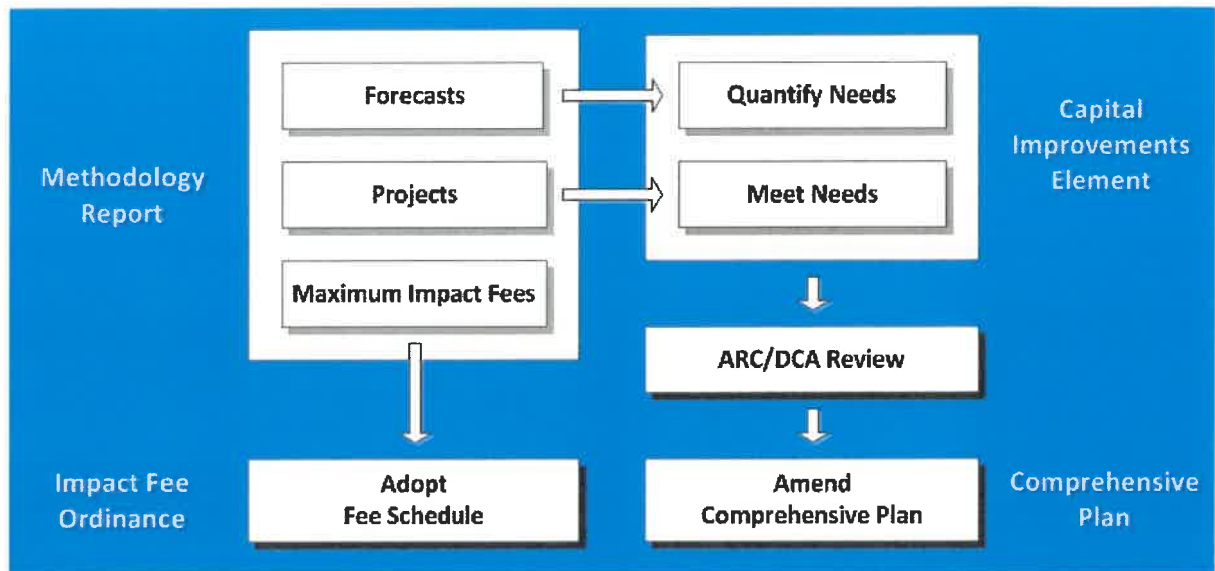 Methodology
Report
Forecasts
Projects
Maximum Impact Fees
Quantify Needs
Meet Needs
Capital
Improvements
Element
ARC/DCA Review
Impact Fee
Ordinance
Adopt
Fee Schedule
Amend
Comprehensive Plan
Comprehensive
Plan